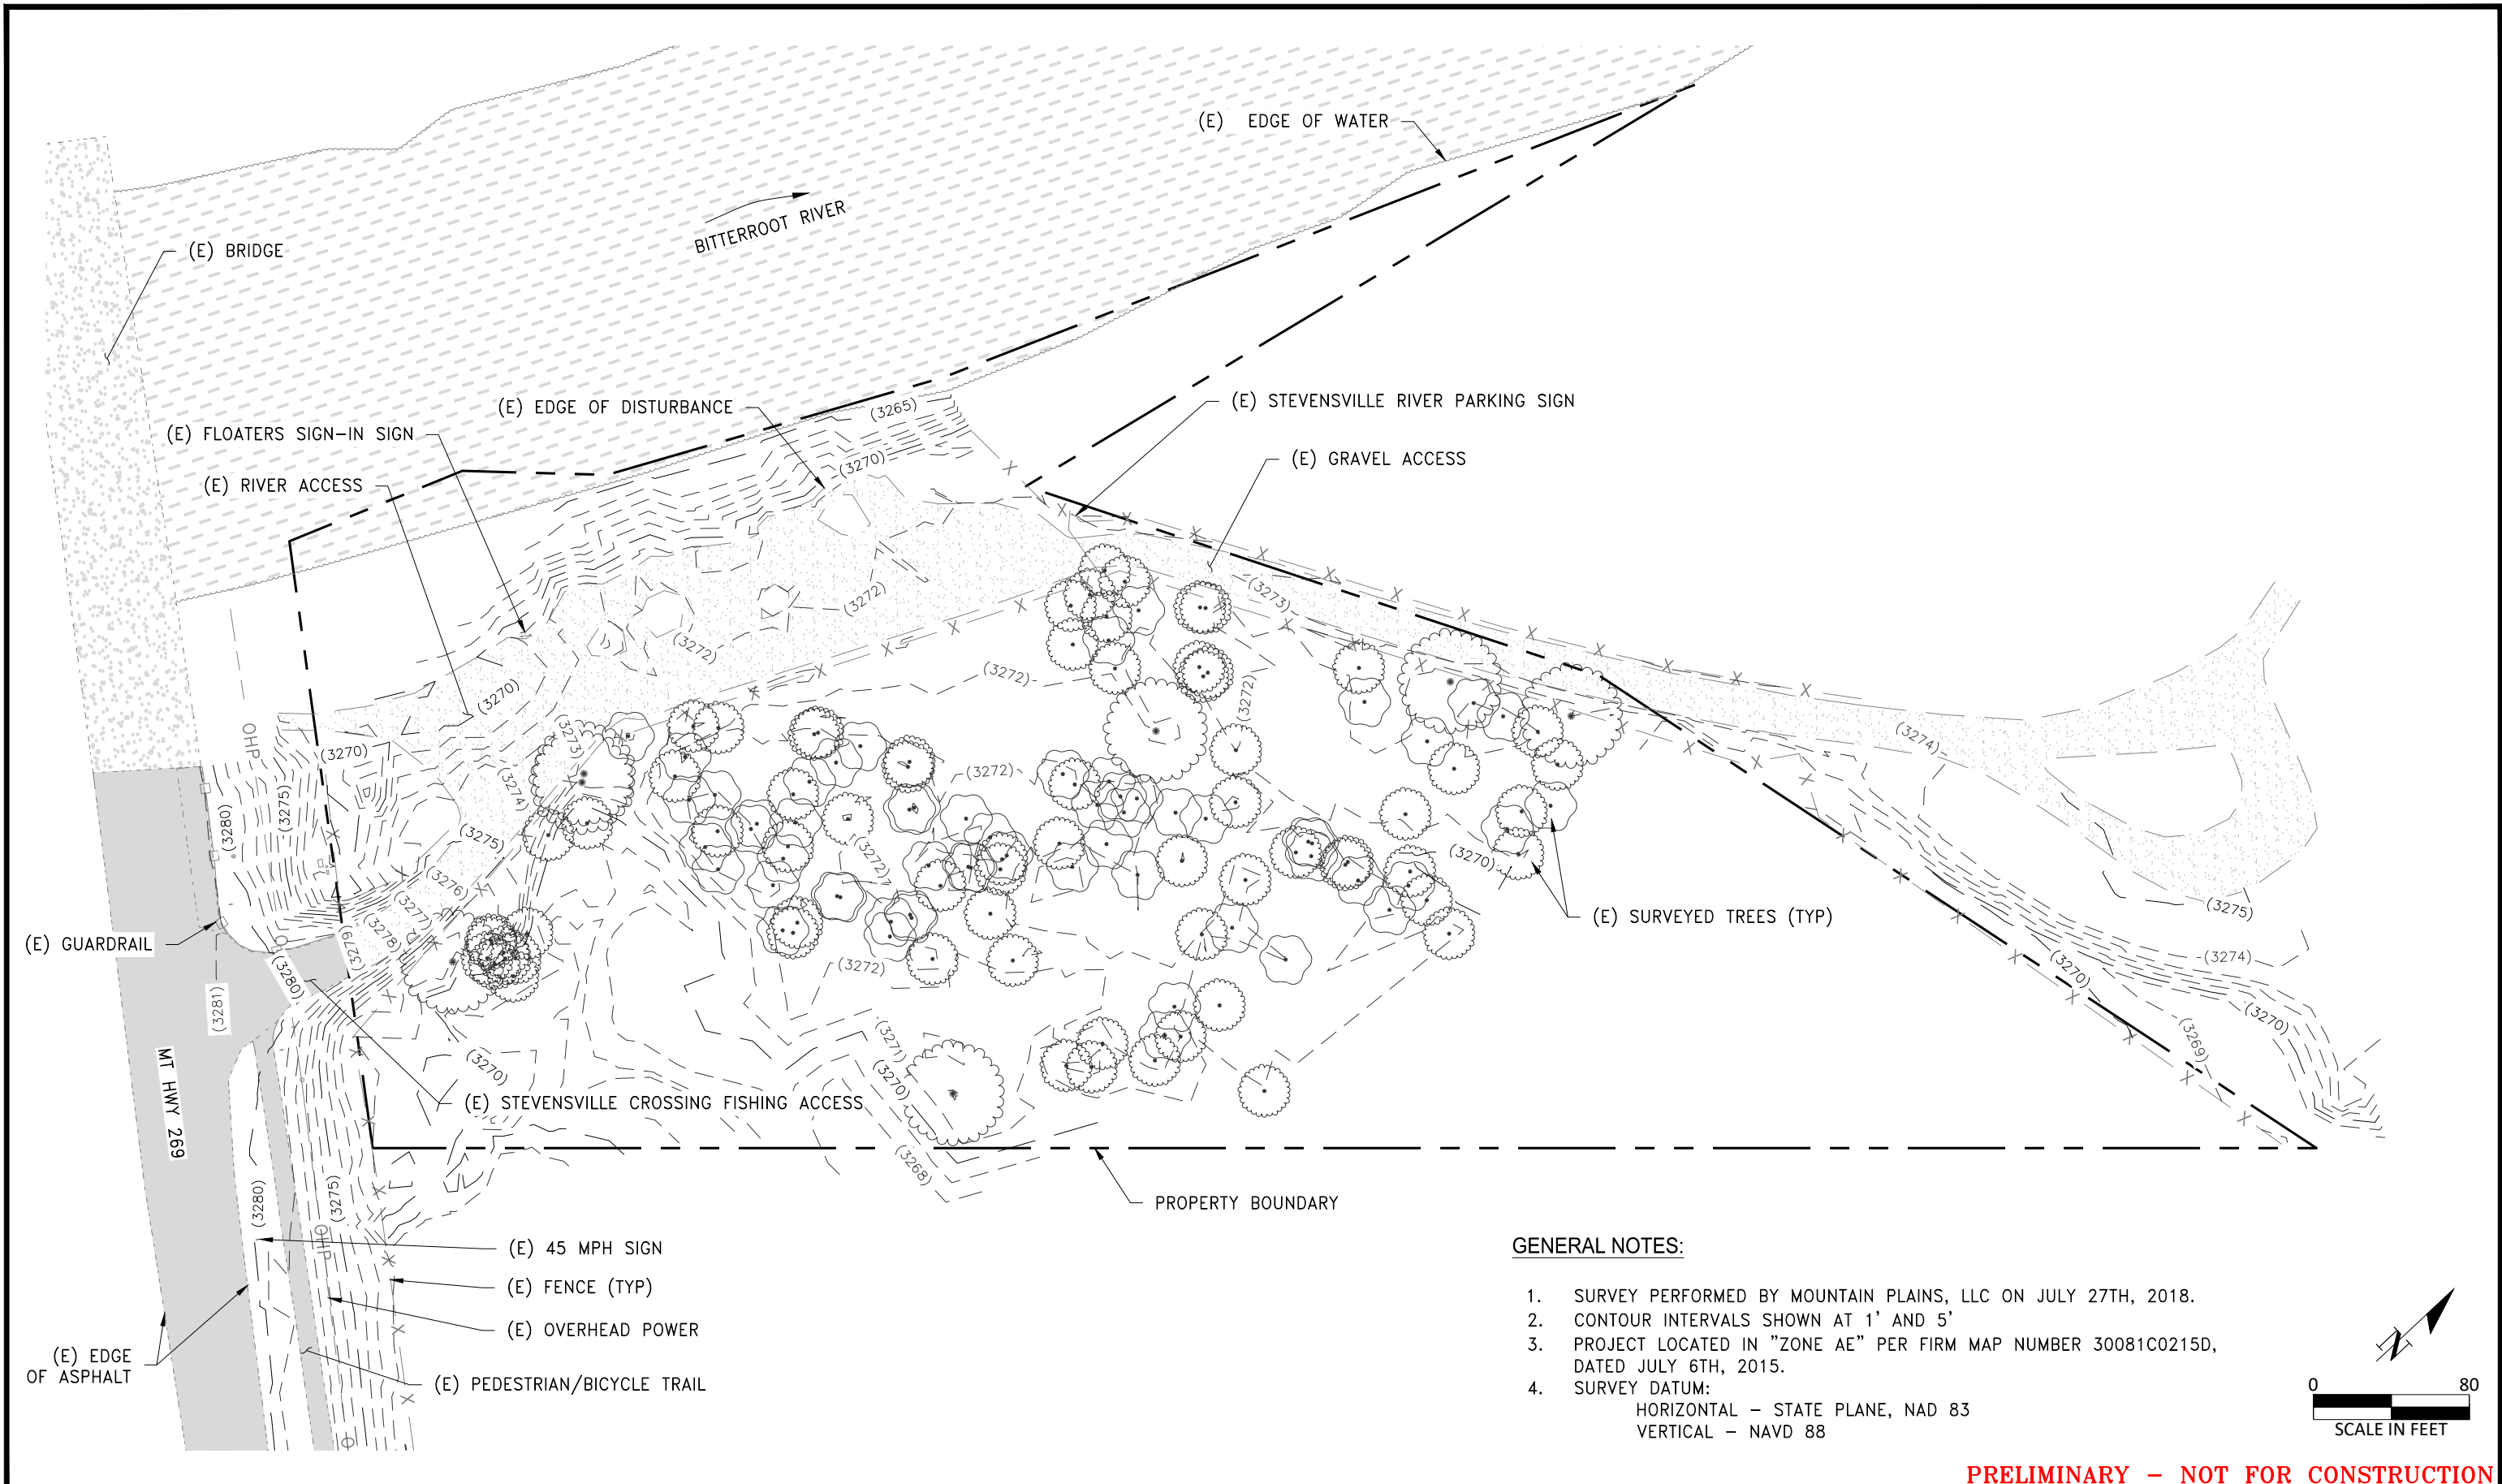 (E)  EDGE OF WATER
BITTERROOT RIVER
(E) BRIDGE
(E) STEVENSVILLE RIVER PARKING SIGN
(E) EDGE OF DISTURBANCE
(3265)
(E) FLOATERS SIGN-IN SIGN
(E) GRAVEL ACCESS
(3270)
(E) RIVER ACCESS
(3272)
(3273)
(3272)
(3272)
(3272)
(3270)
OHP
(3273)
(3270)
(3274)
(3272)
(3274)
(3275)
(3280)
(3275)
(3272)
(3270)
(3276)
(3275)
(E) SURVEYED TREES (TYP)
(3277)
(3278)
(E) GUARDRAIL
(3279)
(3274)
(3272)
(3270)
(3280)
(3281)
(3270)
(3271)
(3269)
(3270)
(3270)
(E) STEVENSVILLE CROSSING FISHING ACCESS
MT HWY 269
(3268)
(3280)
(3275)
PROPERTY BOUNDARY
OHP
(E) 45 MPH SIGN
(E) FENCE (TYP)
(E) OVERHEAD POWER
(E) EDGE
OF ASPHALT
(E) PEDESTRIAN/BICYCLE TRAIL
O
GENERAL NOTES:
1. SURVEY PERFORMED BY MOUNTAIN PLAINS, LLC ON JULY 27TH, 2018.
2. CONTOUR INTERVALS SHOWN AT 1' AND 5'
3. PROJECT LOCATED IN "ZONE AE" PER FIRM MAP NUMBER 30081C0215D,
DATED JULY 6TH, 2015.
4. SURVEY DATUM:
HORIZONTAL – STATE PLANE, NAD 83
VERTICAL – NAVD 88
N
0 80
SCALE IN FEET
PRELIMINARY – NOT FOR CONSTRUCTION